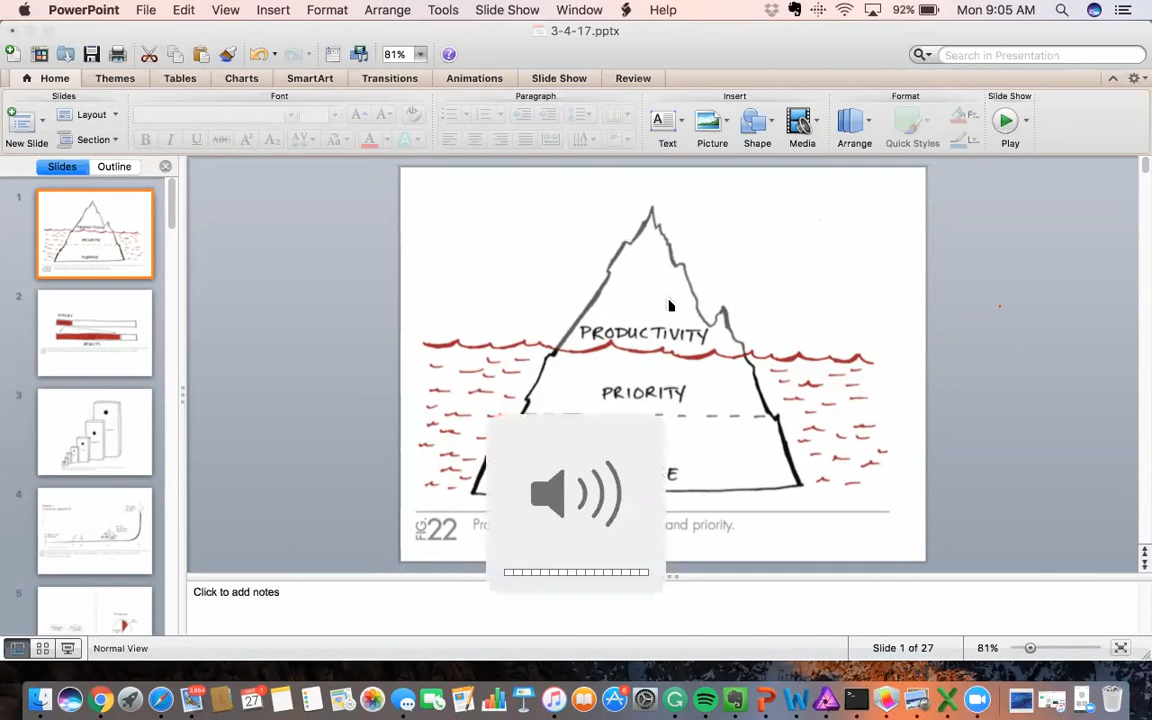 PowerPoint File Edit View Insert Format Arrange Tools Slide Show Window Help 92% Mon 9:05 AM
3-4-17.pptx
81% Search in Presentation
Home Themes Tables Charts SmartArt Transitions Animations Slide Show Review
Slides Font Paragraph Insert Format Slide Show
Layout
Section
New Slide Text Picture Shape Media Arrange Quick Styles Play
Slides Outline
1
2
3
4
5
PRODUCTIVITY
PRIORITY
E
FIG. 22 and priority.
Click to add notes
Normal View Slide 1 of 27 81%